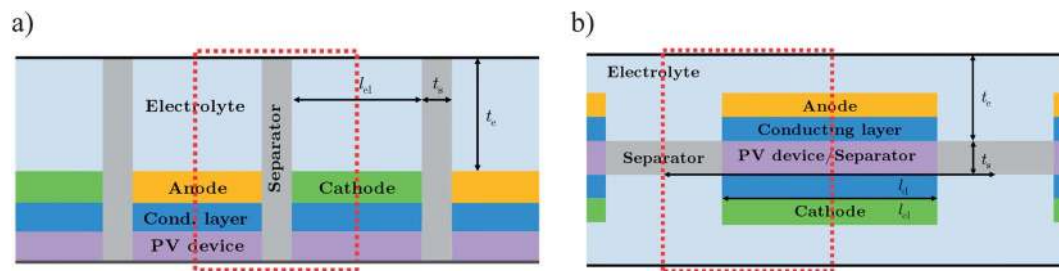 a)
Electrolyte
Separator
l_el
t_s
t_e
Anode
Cathode
Cond. layer
PV device
b)
Electrolyte
t_e
Anode
Conducting layer
Separator
PV device/Separator
t_s
l_d
Cathode
l_el